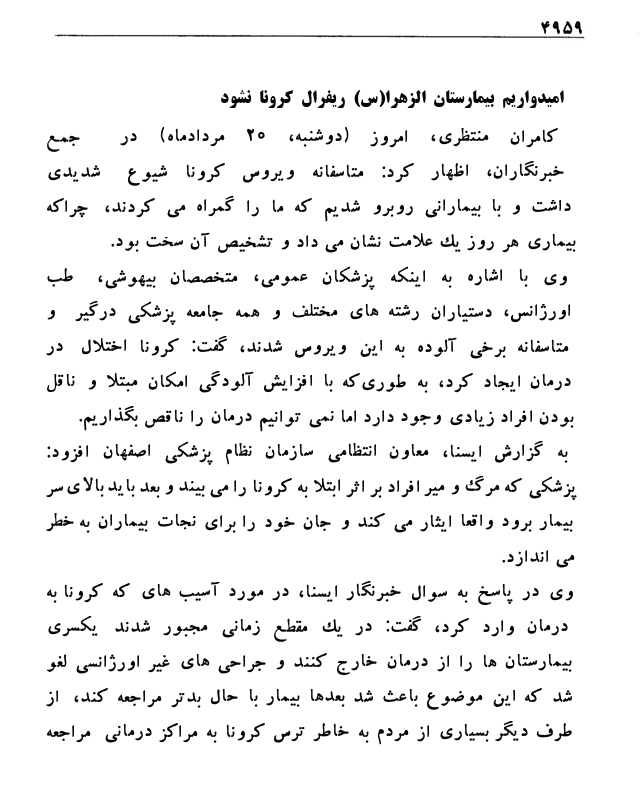 ۴۹۵۹
امیدواریم بیمارستان الزهرا(س) ریفرال کرونا نشود
کامران منتظری، امروز (دوشنبه، ۲۵ مردادماه) در جمع
خبرنگاران، اظهار کرد: متاسفانه ویروس کرونا شیوع شدیدی
داشت و با بیمارانی روبرو شدیم که ما را گمراه می کردند، چراکه
بیماری هر روز یك علامت نشان می داد و تشخیص آن سخت بود.
وی با اشاره به اینکه پزشکان عمومی، متخصصان بیهوشی، طب
اورژانس، دستیاران رشته های مختلف و همه جامعه پزشکی درگیر و
متاسفانه برخی آلوده به این ویروس شدند، گفت: کرونا اختلال در
درمان ایجاد کرد، به طوری‌که با افزایش آلودگی امکان مبتلا و ناقل
بودن افراد زیادی وجود دارد اما نمی توانیم درمان را ناقص بگذاریم.
به گزارش ایسنا، معاون انتظامی سازمان نظام پزشکی اصفهان افزود:
پزشکی که مرگ و میر افراد بر اثر ابتلا به کرونا را می بیند و بعد باید بالای سر
بیمار برود واقعا ایثار می کند و جان خود را برای نجات بیماران به خطر
می اندازد.
وی در پاسخ به سوال خبرنگار ایسنا، در مورد آسیب های که کرونا به
درمان وارد کرد، گفت: در یك مقطع زمانی مجبور شدند یکسری
بیمارستان ها را از درمان خارج کنند و جراحی های غیر اورژانسی لغو
شد که این موضوع باعث شد بعدها بیمار با حال بدتر مراجعه کند، از
طرف دیگر بسیاری از مردم به خاطر ترس کرونا به مراکز درمانی مراجعه